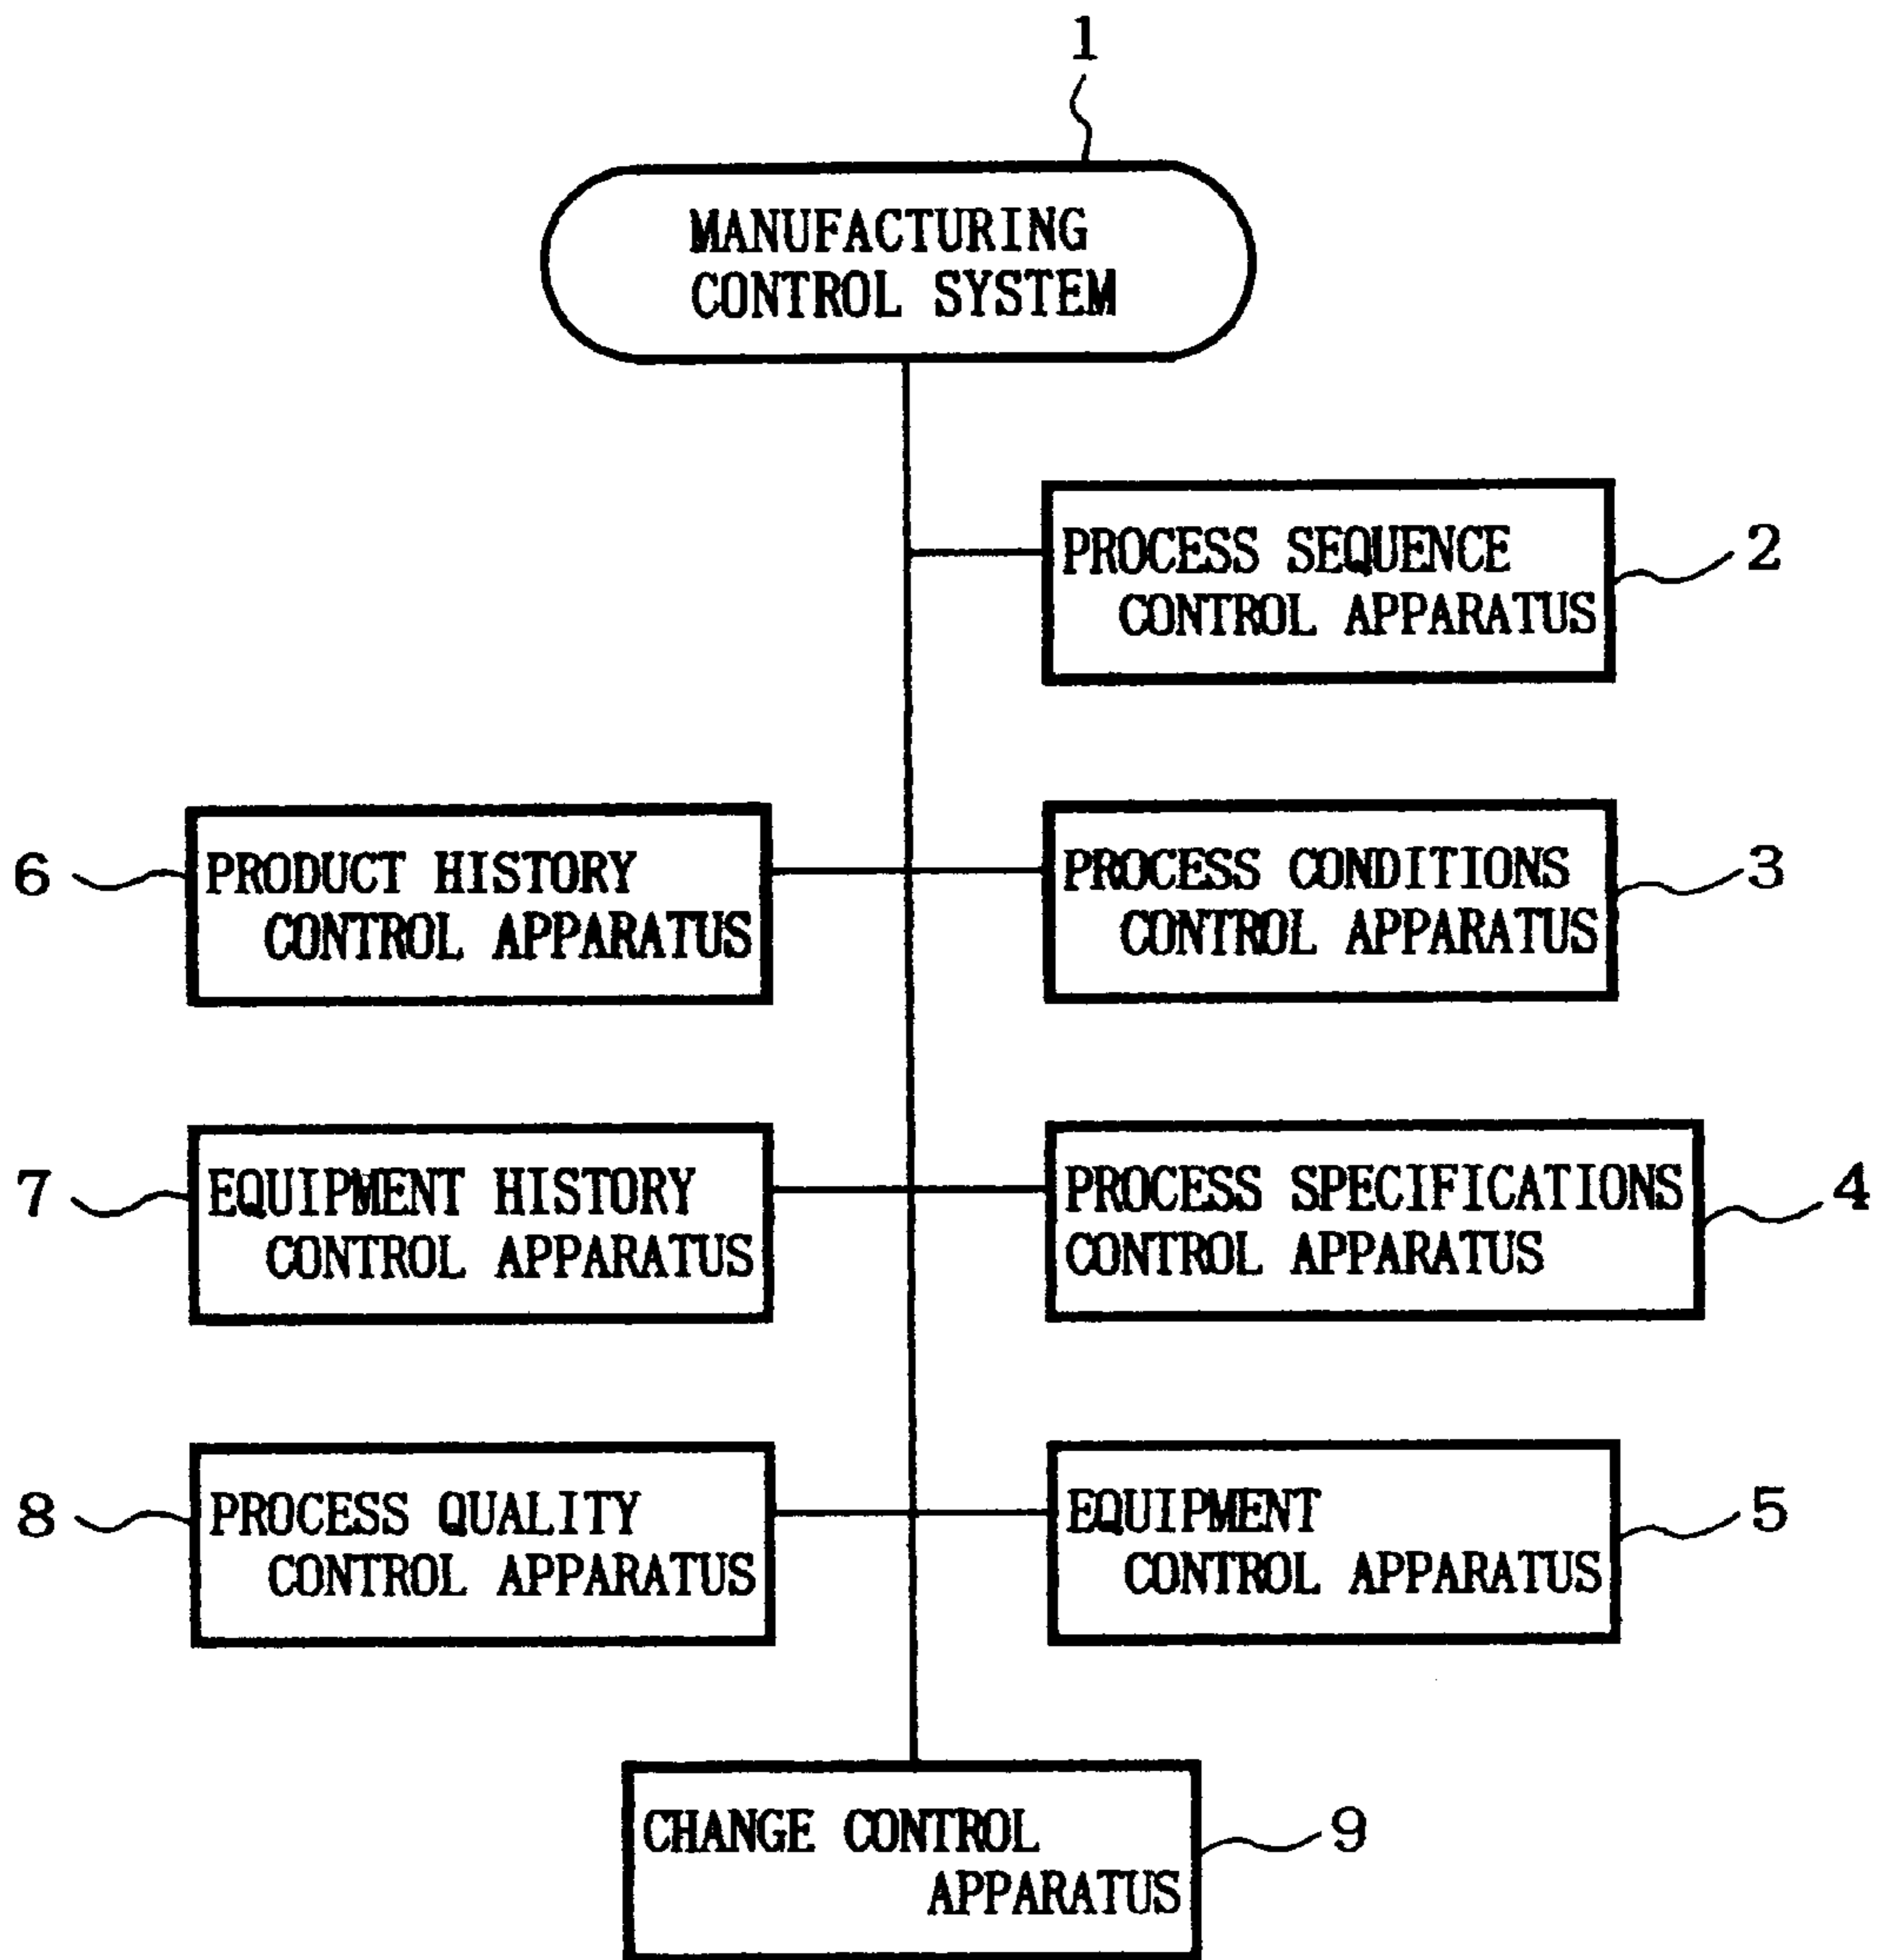 1
MANUFACTURING
CONTROL SYSTEM
PROCESS SEQUENCE
CONTROL APPARATUS
2
6
PRODUCT HISTORY
CONTROL APPARATUS
PROCESS CONDITIONS
CONTROL APPARATUS
3
7
EQUIPMENT HISTORY
CONTROL APPARATUS
PROCESS SPECIFICATIONS
CONTROL APPARATUS
4
8
PROCESS QUALITY
CONTROL APPARATUS
EQUIPMENT
CONTROL APPARATUS
5
CHANGE CONTROL
APPARATUS
9